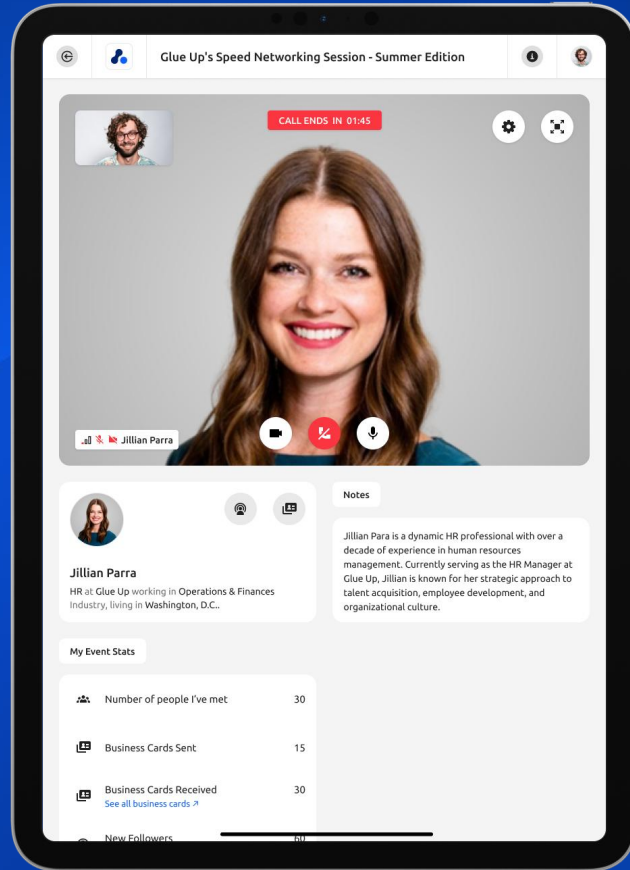 Glue Up's Speed Networking Session - Summer Edition
CALL ENDS IN 01:45
Jillian Parra
Jillian Parra
HR at Glue Up working in Operations & Finances
Industry, living in Washington, D.C..
Notes
Jillian Para is a dynamic HR professional with over a
decade of experience in human resources
management. Currently serving as the HR Manager at
Glue Up, Jillian is known for her strategic approach to
talent acquisition, employee development, and
organizational culture.
My Event Stats
Number of people I've met 30
Business Cards Sent 15
Business Cards Received 30
See all business cards ↗
New Followers 60